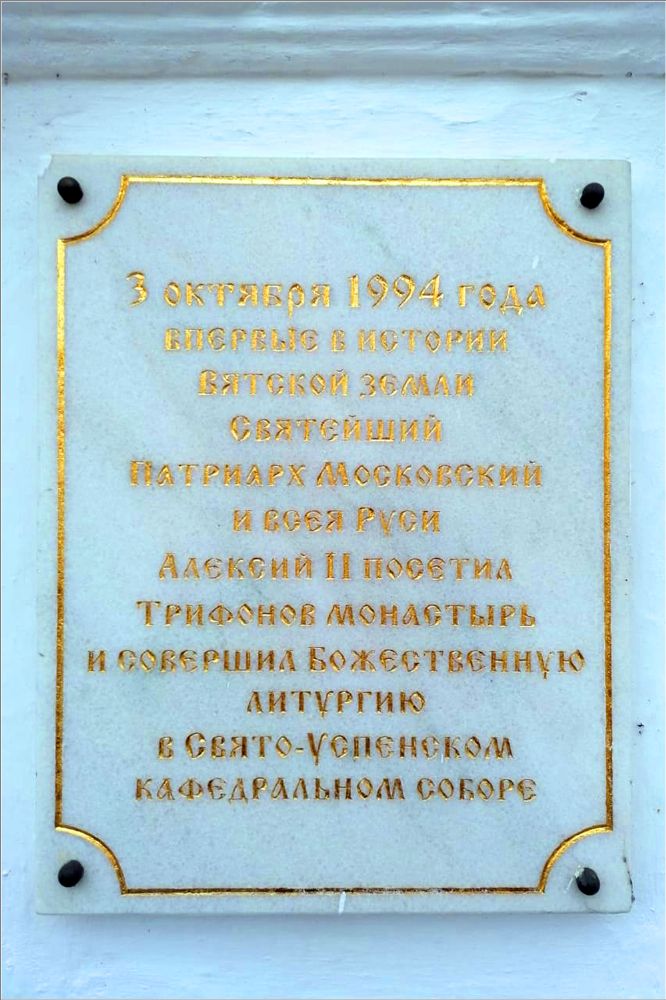 3 октября 1994 года
впервые в истории
Вятской земли
Святейший
Патриарх Московский
и всея Руси
Алексий II посетил
Трифонов монастырь
и совершил Божественную
литургию
в Свято-Успенском
кафедральном соборе